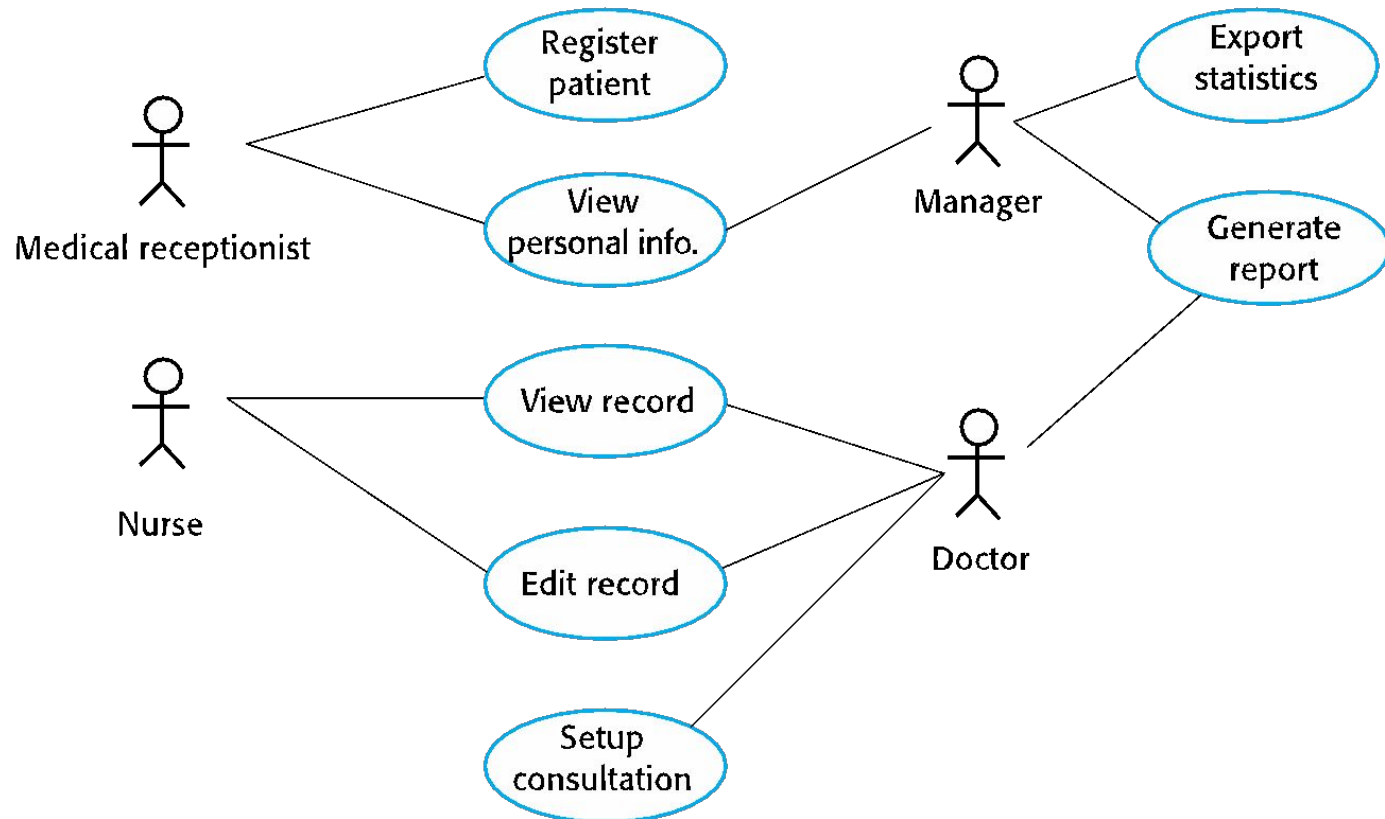 Register
patient
Export
statistics
Medical receptionist
View
personal info.
Manager
Generate
report
Nurse
View record
Edit record
Doctor
Setup
consultation